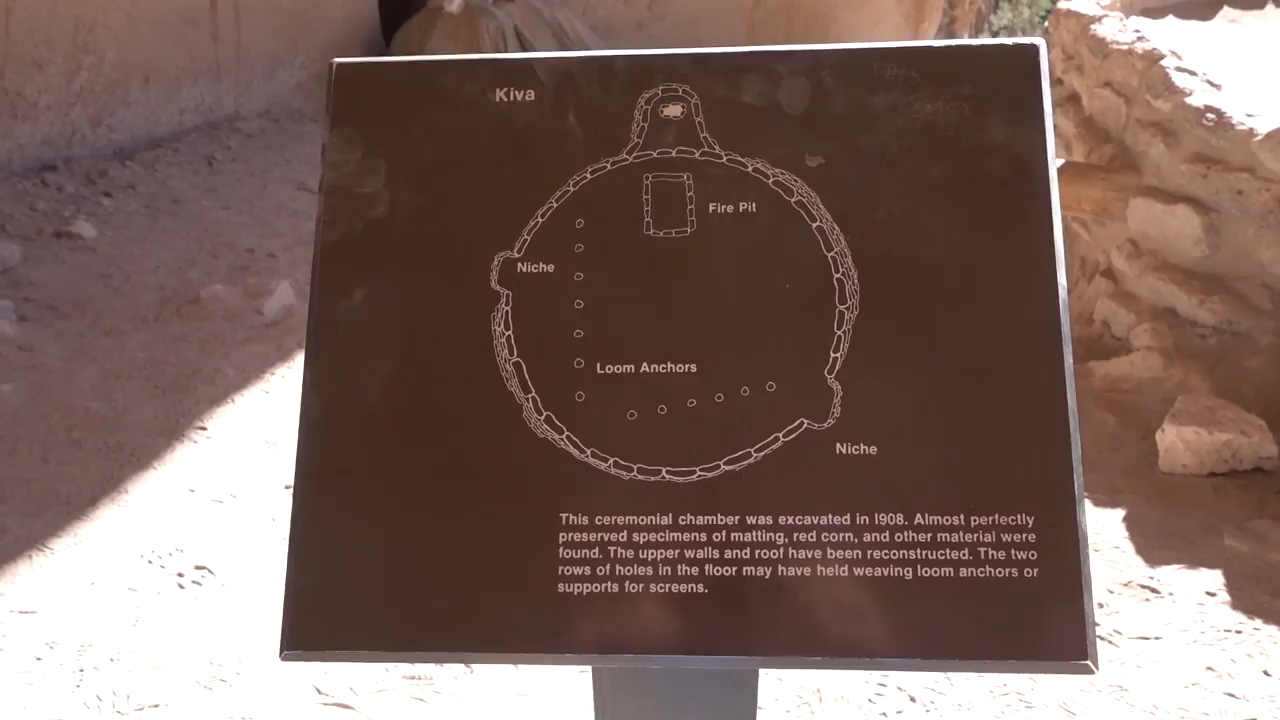 Kiva
Fire Pit
Niche
Loom Anchors
Niche
This ceremonial chamber was excavated in 1908. Almost perfectly
preserved specimens of matting, red corn, and other material were
found. The upper walls and roof have been reconstructed. The two
rows of holes in the floor may have held weaving loom anchors or
supports for screens.